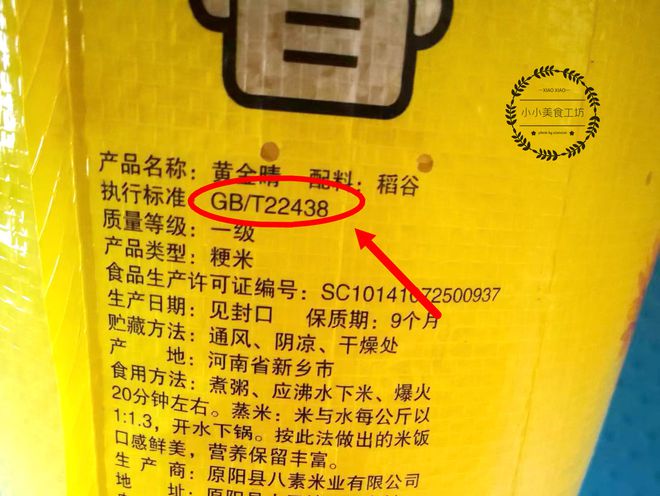 XIAO XIAO
小小美食工坊
产品名称：黄金晴 配料：稻谷
执行标准 GB/T22438
质量等级：一级
产品类型：粳米
食品生产许可证编号：SC10141072500937
生产日期：见封口 保质期：9个月
贮藏方法：通风、阴凉、干燥处
产 地：河南省新乡市
食用方法：煮粥、应沸水下米、爆火
20分钟左右。蒸米：米与水每公斤以
1:1.3，开水下锅。按此法做出的米饭
口感鲜美，营养保留丰富。
生 产 商：原阳县八素米业有限公司
地 址：原阳县